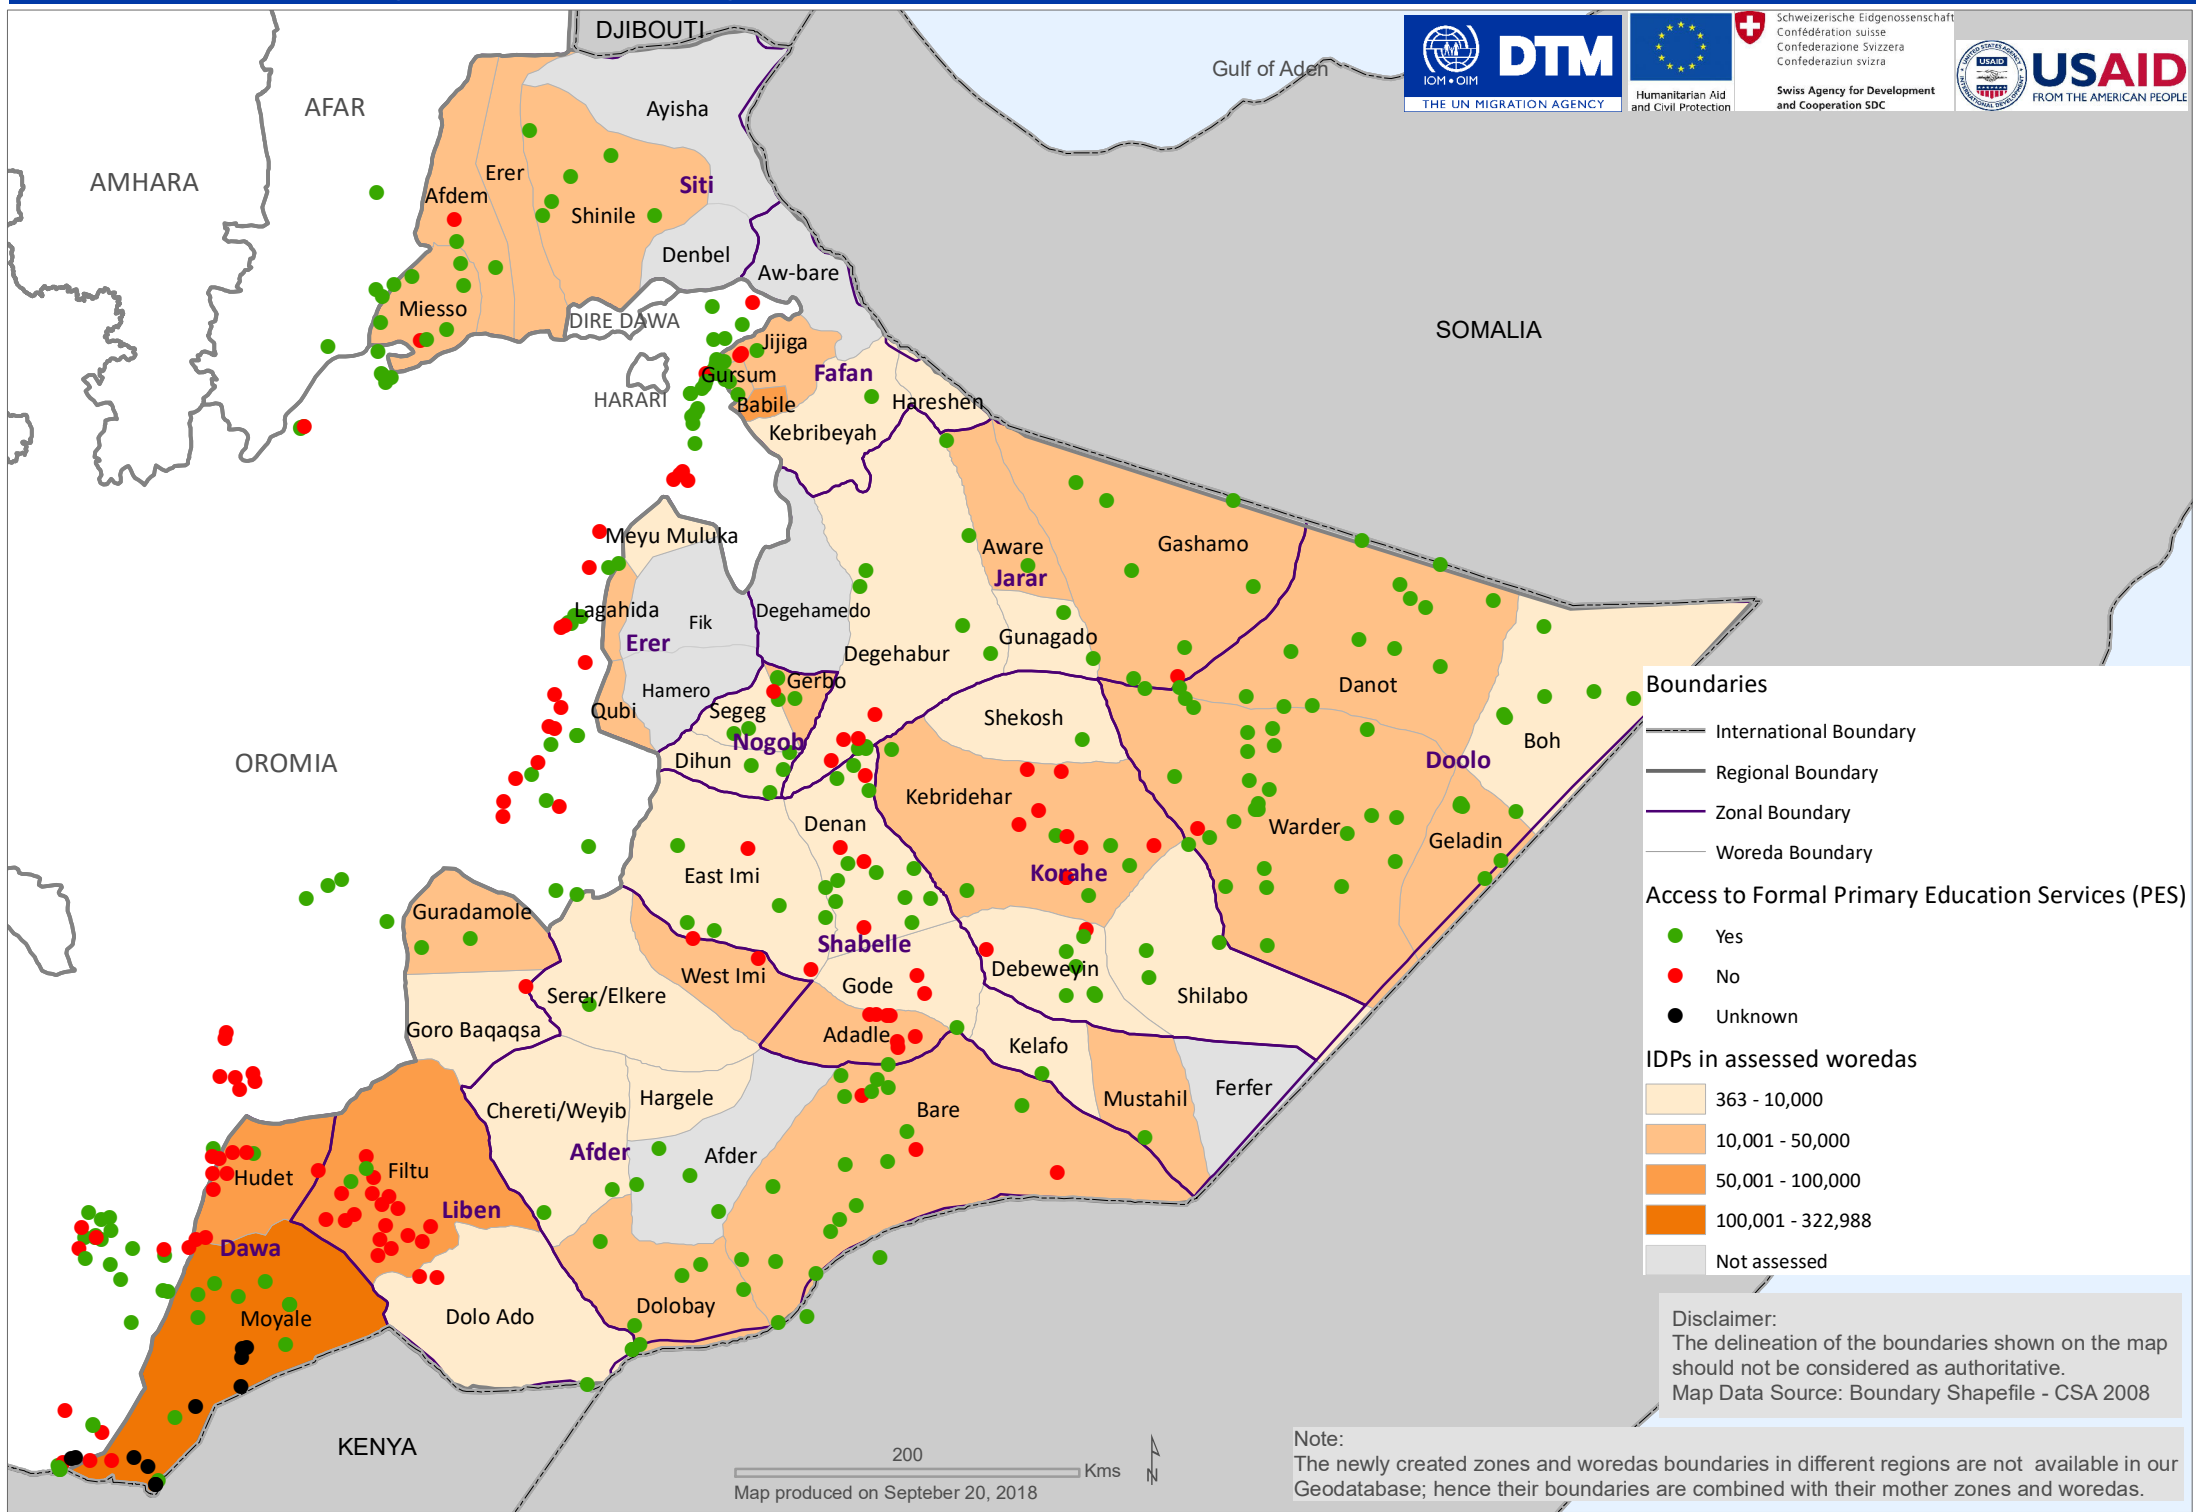 DJIBOUTI
Gulf of Aden
IOM • OIM
DTM
THE UN MIGRATION AGENCY
Humanitarian Aid
and Civil Protection
Schweizerische Eidgenossenschaft
Confédération suisse
Confederazione Svizzera
Confederaziun svizra
Swiss Agency for Development
and Cooperation SDC
USAID
USAID
FROM THE AMERICAN PEOPLE
AFAR
Ayisha
AMHARA
Erer
Afdem
Siti
Shinile
Denbel
Aw-bare
Miesso
DIRE DAWA
SOMALIA
Jijiga
Gursum
Fafan
HARARI
Babile
Hareshen
Kebribeyah
Meyu Muluka
Aware
Gashamo
Jarar
Lagahida
Fik
Degehamedo
Erer
Gunagado
Degehabur
Gerbo
Hamero
Danot
Qubi
Segeg
Shekosh
Nogob
Boh
OROMIA
Dihun
Doolo
Kebridehar
Denan
Warder
Geladin
East Imi
Korahe
Guradamole
Shabelle
West Imi
Debeweyin
Gode
Serer/Elkere
Shilabo
Goro Baqaqsa
Adadle
Kelafo
Hargele
Ferfer
Chereti/Weyib
Bare
Mustahil
Afder
Afder
Filtu
Hudet
Liben
Dawa
Dolobay
Dolo Ado
Moyale
KENYA
Boundaries
International Boundary
Regional Boundary
Zonal Boundary
Woreda Boundary
Access to Formal Primary Education Services (PES)
Yes
No
Unknown
IDPs in assessed woredas
363 - 10,000
10,001 - 50,000
50,001 - 100,000
100,001 - 322,988
Not assessed
Disclaimer:
The delineation of the boundaries shown on the map
should not be considered as authoritative.
Map Data Source: Boundary Shapefile - CSA 2008
200
Kms
N
Map produced on Septeber 20, 2018
Note:
The newly created zones and woredas boundaries in different regions are not available in our
Geodatabase; hence their boundaries are combined with their mother zones and woredas.